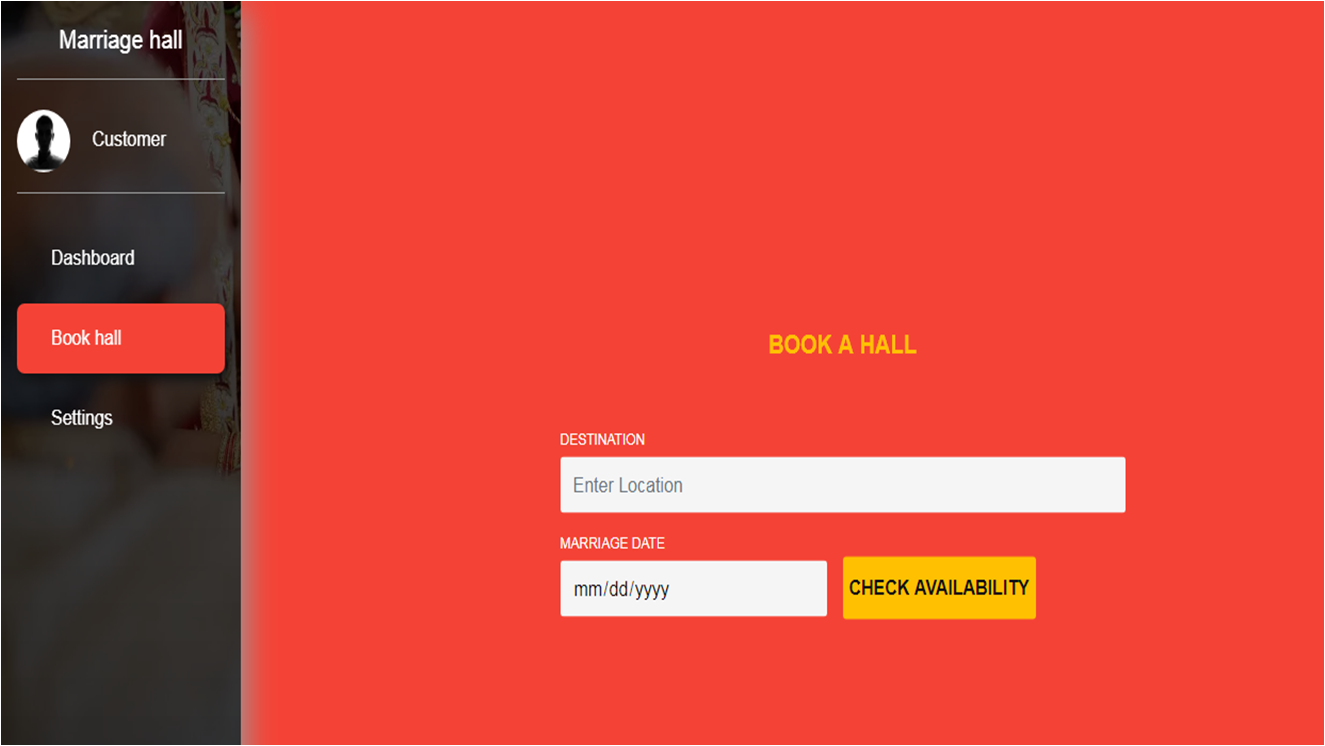 Marriage hall
Customer
Dashboard
Book hall
Settings
BOOK A HALL
DESTINATION
Enter Location
MARRIAGE DATE
mm/dd/yyyy
CHECK AVAILABILITY